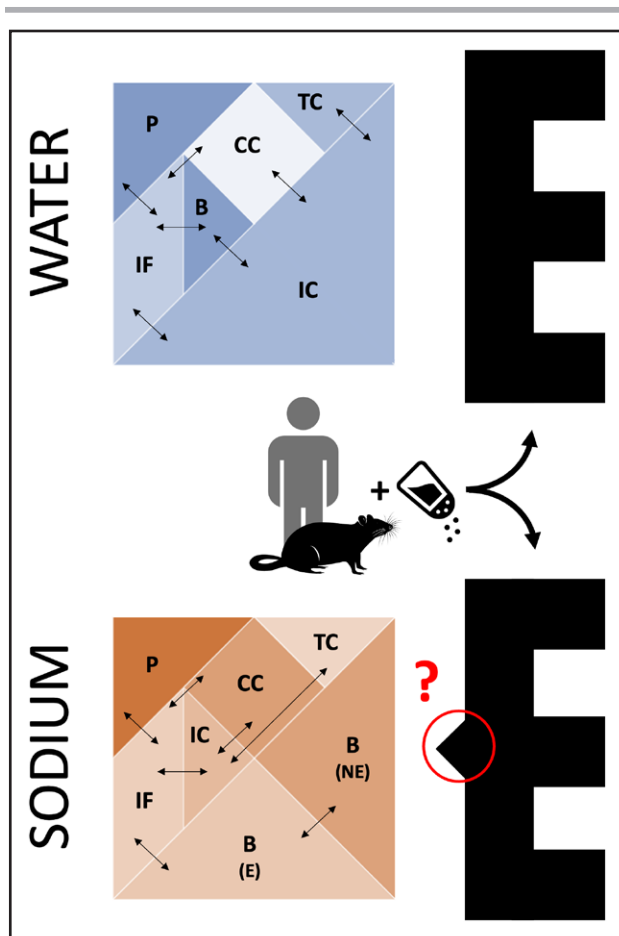 WATER
P
TC
CC
B
IF
IC
E
+
SODIUM
P
TC
CC
IC
IF
B
(NE)
B
(E)
?
E